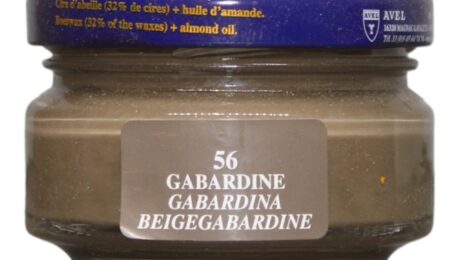 Cire d'abeille (32% de cires) + huile d'amande.
Beeswax (32% of the waxes) + almond oil.
AVEL
AVEL
56
GABARDINE
GABARDINA
BEIGEGABARDINE